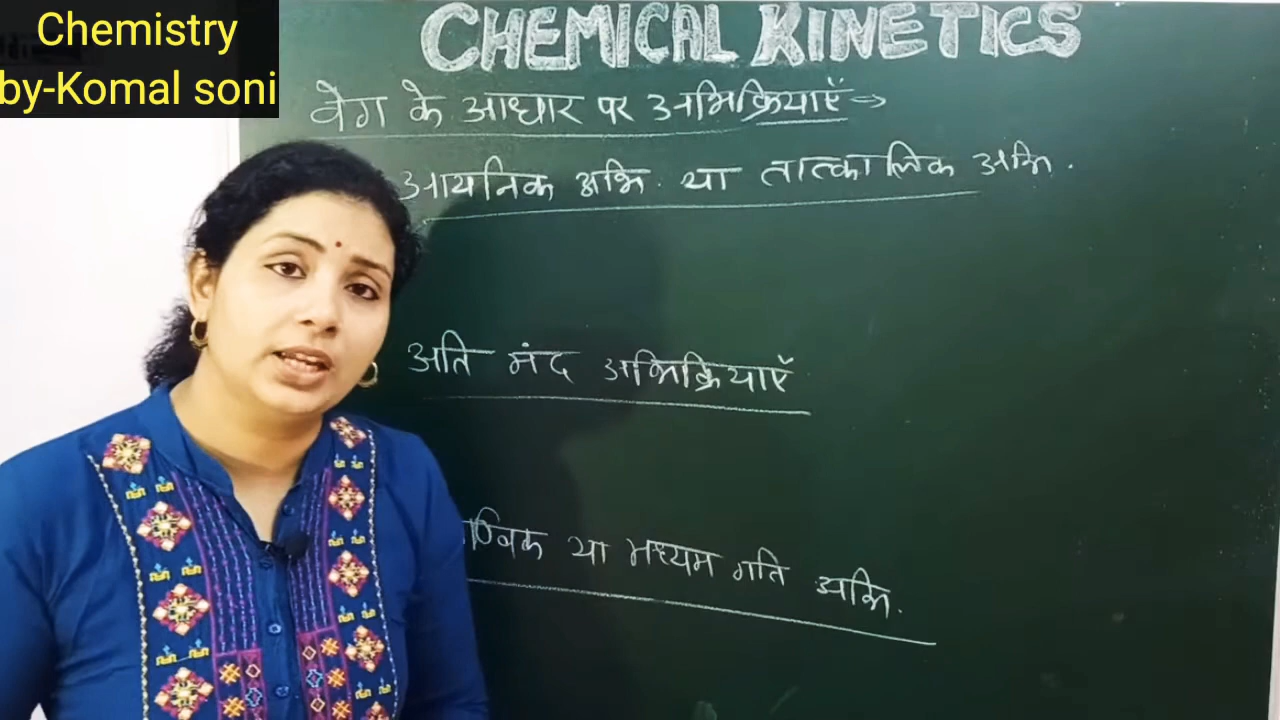 Chemistry
by-Komal soni
CHEMICAL KINETICS
वेग के आधार पर अभिक्रियाएँ →
आयनिक अभि. या तात्कालिक अभि.
अति मंद अभिक्रियाएँ
या मध्यम गति अभि.